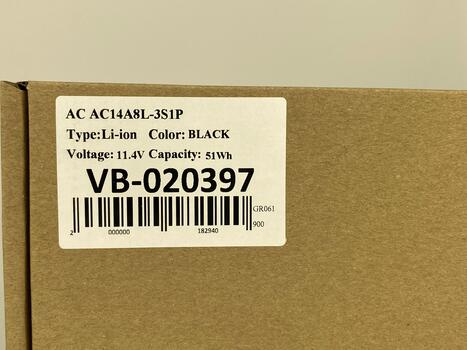 AC AC14A8L-3S1P
Type:Li-ion Color: BLACK
Voltage: 11.4V Capacity: 51Wh
VB-020397
GR061
900
2 000000 182940